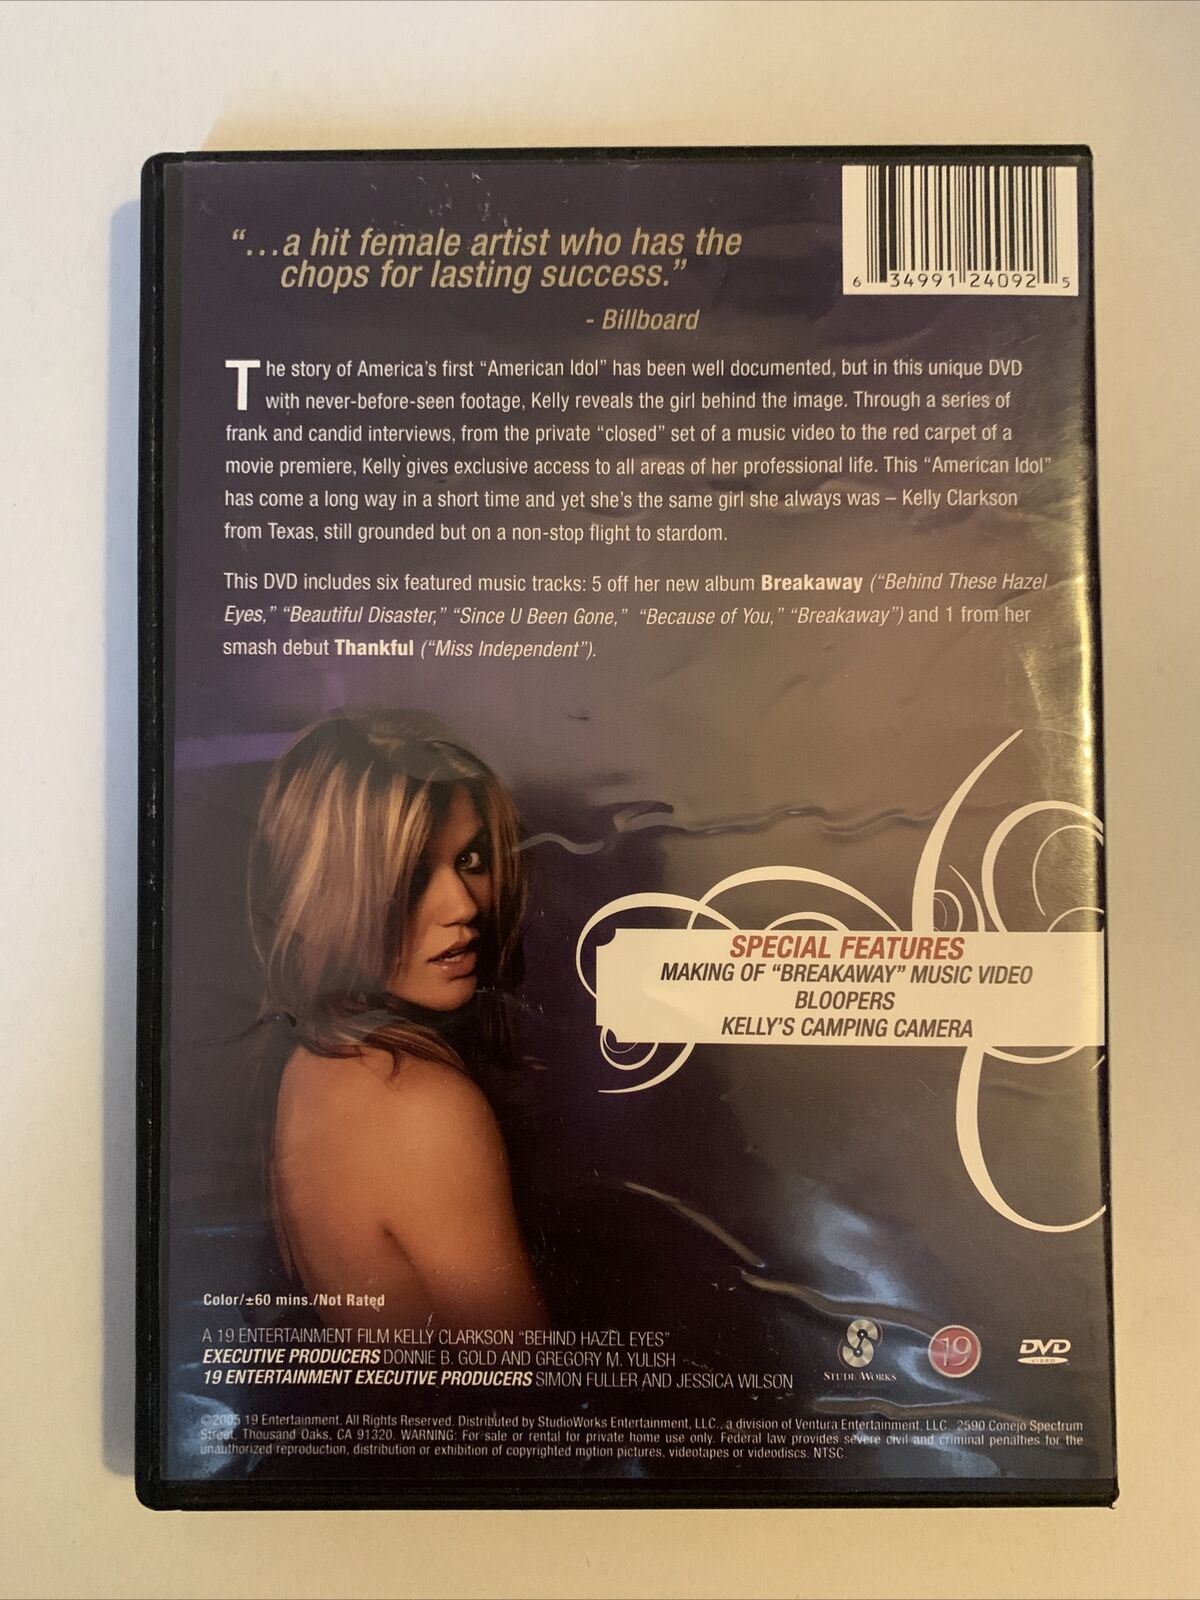 6 34991 24092 5
“...a hit female artist who has the
chops for lasting success.”
- Billboard
The story of America’s first “American Idol” has been well documented, but in this unique DVD
with never-before-seen footage, Kelly reveals the girl behind the image. Through a series of
frank and candid interviews, from the private “closed” set of a music video to the red carpet of a
movie premiere, Kelly gives exclusive access to all areas of her professional life. This “American Idol”
has come a long way in a short time and yet she’s the same girl she always was – Kelly Clarkson
from Texas, still grounded but on a non-stop flight to stardom.
This DVD includes six featured music tracks: 5 off her new album Breakaway (“Behind These Hazel
Eyes,” “Beautiful Disaster,” “Since U Been Gone,” “Because of You,” “Breakaway”) and 1 from her
smash debut Thankful (“Miss Independent”).
SPECIAL FEATURES
MAKING OF “BREAKAWAY” MUSIC VIDEO
BLOOPERS
KELLY’S CAMPING CAMERA
Color/±60 mins./Not Rated
A 19 ENTERTAINMENT FILM KELLY CLARKSON “BEHIND HAZEL EYES”
EXECUTIVE PRODUCERS DONNIE B. GOLD AND GREGORY M. YULISH
19 ENTERTAINMENT EXECUTIVE PRODUCERS SIMON FULLER AND JESSICA WILSON
STUDIOWORKS
19
DVD
VIDEO
©2005 19 Entertainment. All Rights Reserved. Distributed by StudioWorks Entertainment, LLC., a division of Ventura Entertainment, LLC. 2590 Conejo Spectrum
Street, Thousand Oaks, CA 91320. WARNING: For sale or rental for private home use only. Federal law provides severe civil and criminal penalties for the
unauthorized reproduction, distribution or exhibition of copyrighted motion pictures, videotapes or videodiscs. NTSC.